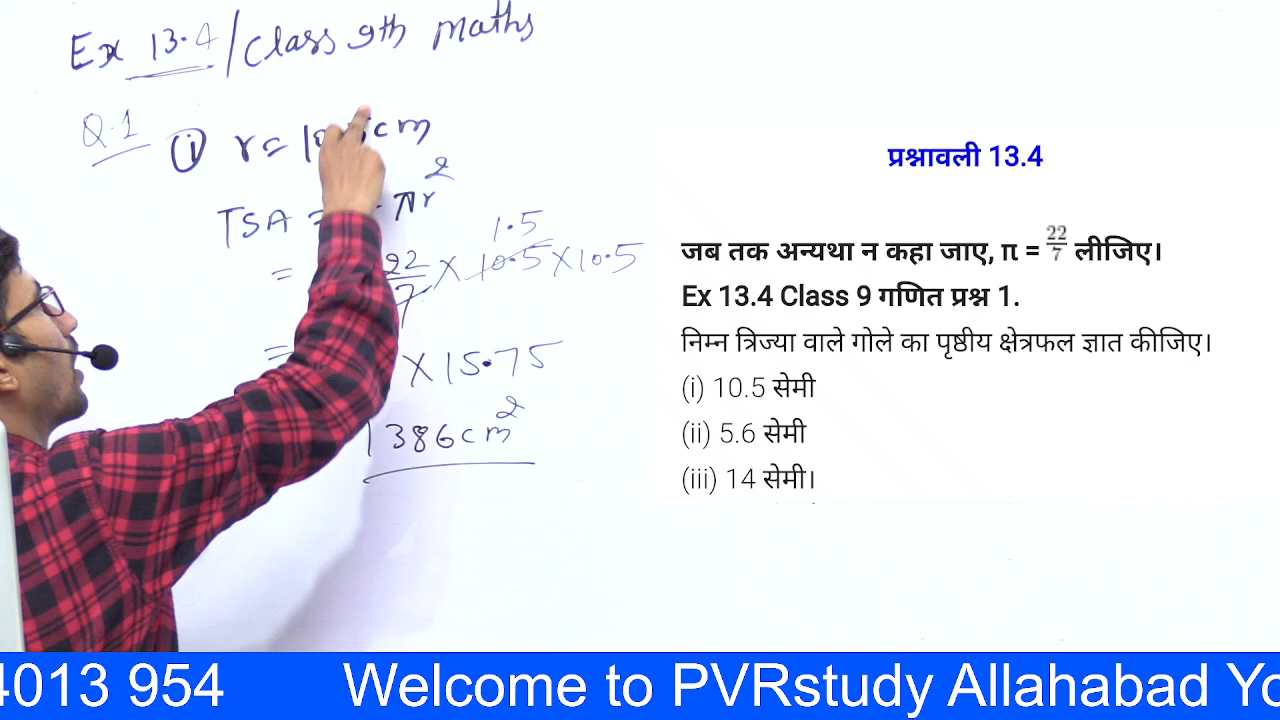 Ex 13.4 / Class 9th Maths
Q.1 (i) r = 10 cm
TSA = πr²
= 22/7 × 10.5 × 10.5
1.5
= × 15.75
1386 cm²
प्रश्नावली 13.4
जब तक अन्यथा न कहा जाए, π = 22/7 लीजिए।
Ex 13.4 Class 9 गणित प्रश्न 1.
निम्न त्रिज्या वाले गोले का पृष्ठीय क्षेत्रफल ज्ञात कीजिए।
(i) 10.5 सेमी
(ii) 5.6 सेमी
(iii) 14 सेमी।
4013 954 Welcome to PVRstudy Allahabad Yo